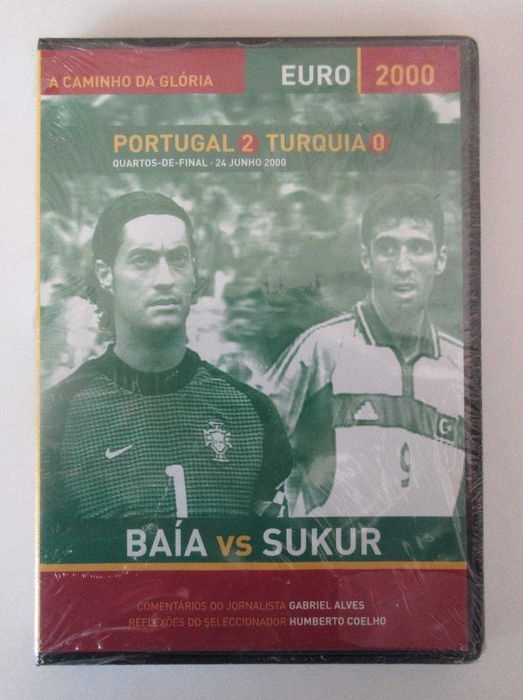 A CAMINHO DA GLÓRIA
EURO 2000
PORTUGAL 2 TURQUIA 0
QUARTOS-DE-FINAL · 24 JUNHO 2000
1
9
BAÍA vs SUKUR
COMENTÁRIOS DO JORNALISTA GABRIEL ALVES
REFLEXÕES DO SELECCIONADOR HUMBERTO COELHO